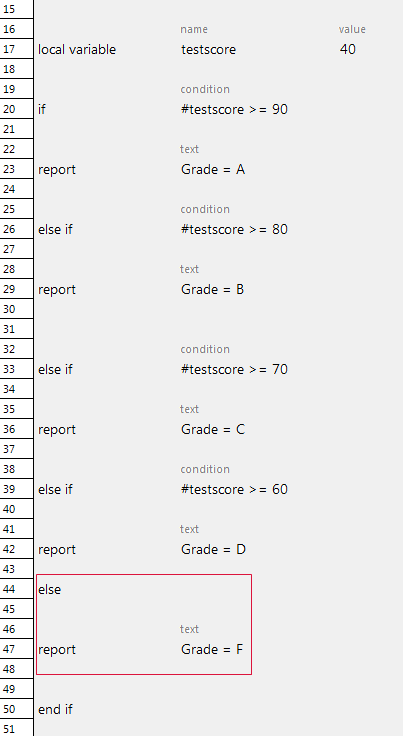 15
16 name value
17 local variable testscore 40
18
19 condition
20 if #testscore >= 90
21
22 text
23 report Grade = A
24
25 condition
26 else if #testscore >= 80
27
28 text
29 report Grade = B
30
31
32 condition
33 else if #testscore >= 70
34
35 text
36 report Grade = C
37
38 condition
39 else if #testscore >= 60
40
41 text
42 report Grade = D
43
44 else
45
46 text
47 report Grade = F
48
49
50 end if
51